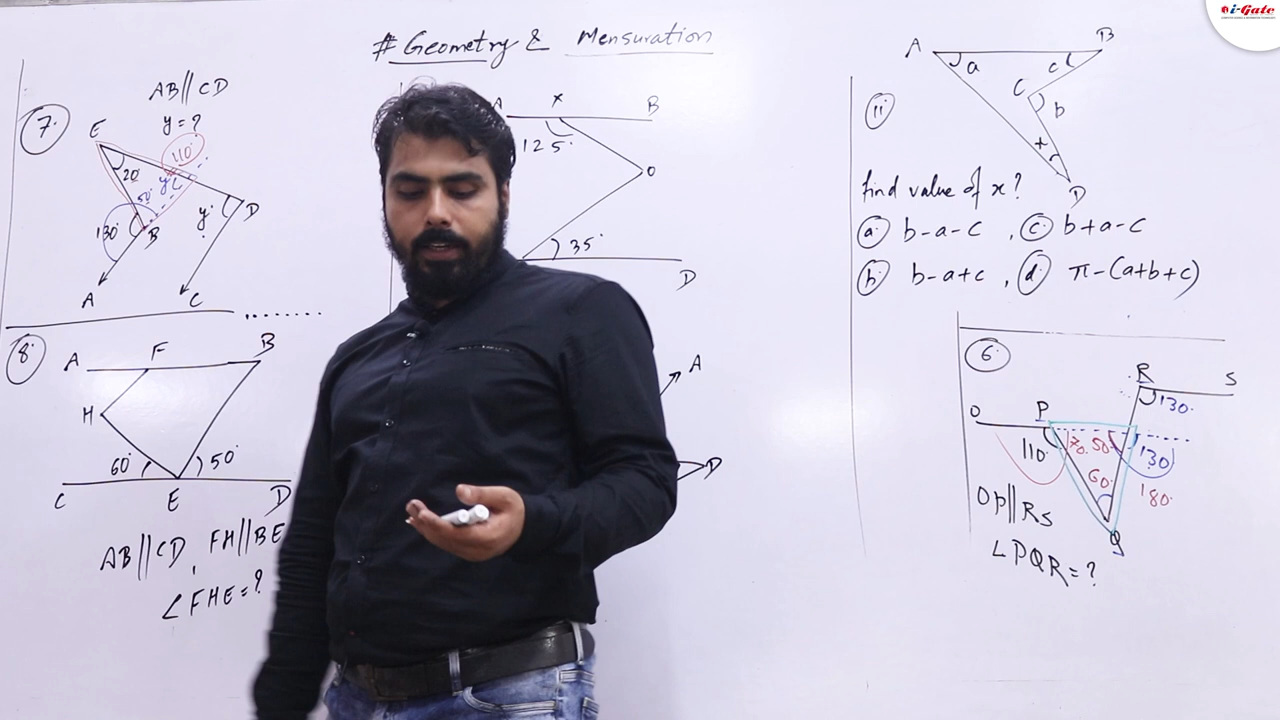 # Geometry & Mensuration
i-Gate
7.
AB || CD
y = ?
E
20°
110°
y
50°
130°
B
y
D
A
C
8.
A F B
H
60° 50°
C E D
AB || CD, FH || BE
∠FHE = ?
A X B
125°
O
35°
D
A
D
11.
A B
a c
C
b
x
D
find value of x?
a. b-a-c , c. b+a-c
b. b-a+c , d. π-(a+b+c)
6.
R S
130°
O P
110° 70° 50° 130
60° 180°
Q
OP || RS
∠PQR = ?